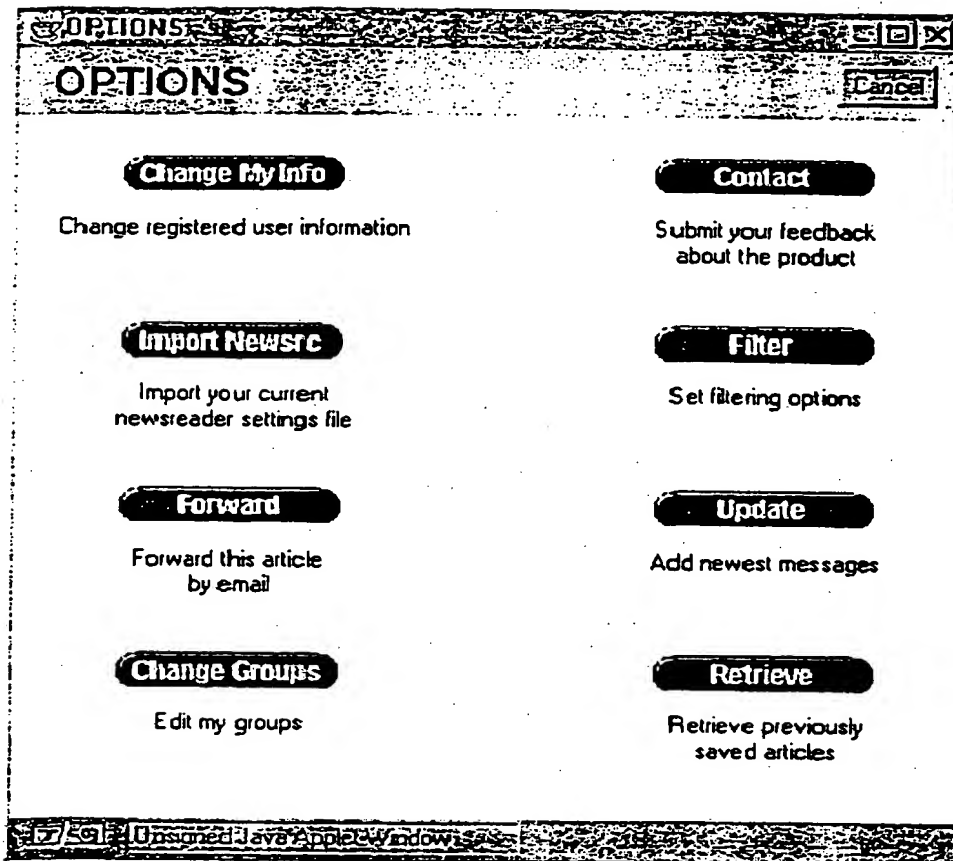 OPTIONS
OPTIONS
Cancel
Change My Info
Change registered user information
Contact
Submit your feedback
about the product
Import Newsrc
Import your current
newsreader settings file
Filter
Set filtering options
Forward
Forward this article
by email
Update
Add newest messages
Change Groups
Edit my groups
Retrieve
Retrieve previously
saved articles
Unsigned Java Applet Window